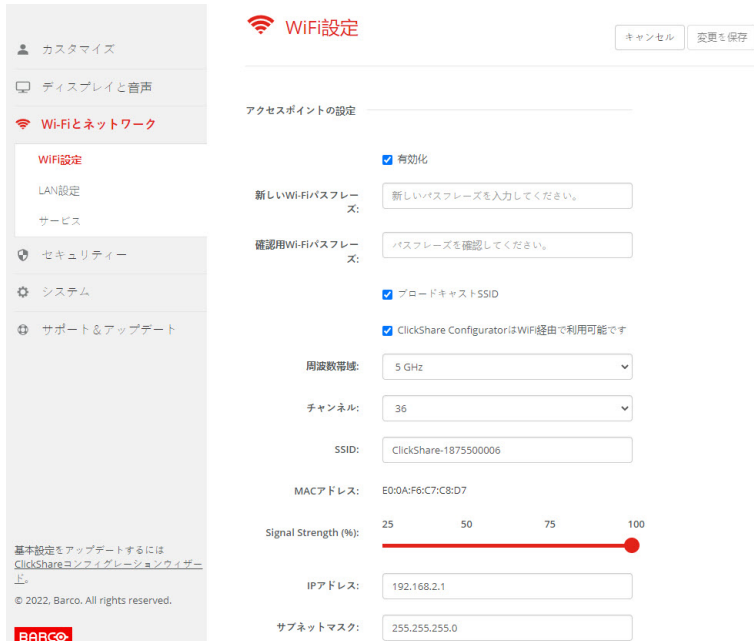 カスタマイズ
ディスプレイと音声
Wi-Fiとネットワーク
WiFi設定
LAN設定
サービス
セキュリティー
システム
サポート＆アップデート
基本設定をアップデートするには
ClickShareコンフィグレーションウィザー
ド。
© 2022, Barco. All rights reserved.
BARCO
WiFi設定
キャンセル
変更を保存
アクセスポイントの設定
有効化
新しいWi-Fiパスフレー
ズ:
新しいパスフレーズを入力してください。
確認用Wi-Fiパスフレー
ズ:
パスフレーズを確認してください。
ブロードキャストSSID
ClickShare ConfiguratorはWiFi経由で利用可能です
周波数帯域:
5 GHz
チャンネル:
36
SSID:
ClickShare-1875500006
MACアドレス:
E0:0A:F6:C7:C8:D7
Signal Strength (%):
25 50 75 100
IPアドレス:
192.168.2.1
サブネットマスク:
255.255.255.0